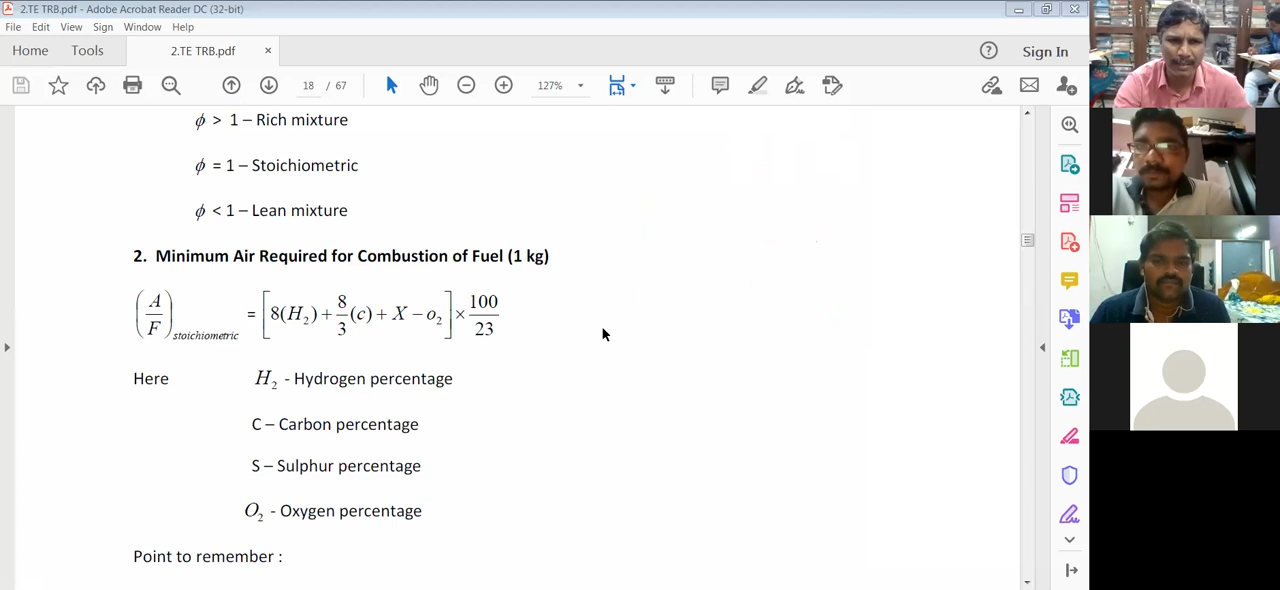 2.TE TRB.pdf - Adobe Acrobat Reader DC (32-bit)
File Edit View Sign Window Help
Home Tools 2.TE TRB.pdf × ? Sign In
18 / 67 127%
ϕ > 1 – Rich mixture
ϕ = 1 – Stoichiometric
ϕ < 1 – Lean mixture
2. Minimum Air Required for Combustion of Fuel (1 kg)
(A/F)stoichiometric = [8(H₂) + 8/3(c) + X − o₂] × 100/23
Here H₂ - Hydrogen percentage
C – Carbon percentage
S – Sulphur percentage
O₂ - Oxygen percentage
Point to remember :